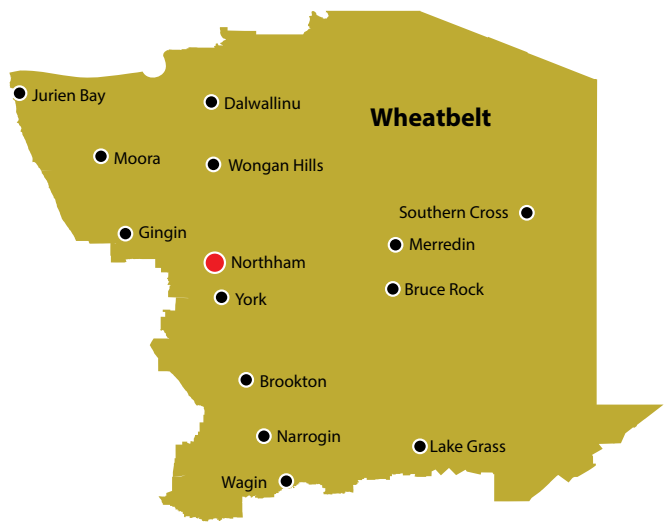 Jurien Bay
Dalwallinu
Wheatbelt
Moora
Wongan Hills
Southern Cross
Gingin
Merredin
Northham
Bruce Rock
York
Brookton
Narrogin
Lake Grass
Wagin